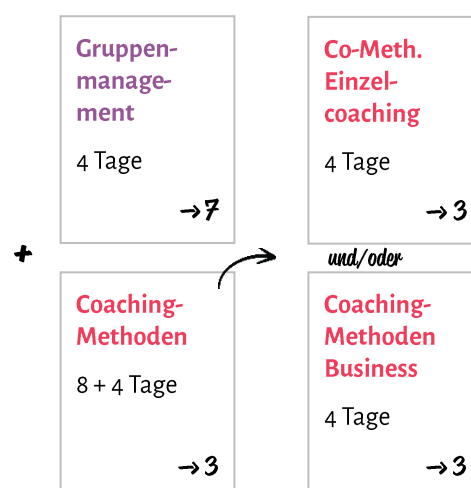 Gruppen-
manage-
ment
4 Tage
→7
Co-Meth.
Einzel-
coaching
4 Tage
→3
+
und/oder
Coaching-
Methoden
8 + 4 Tage
→3
Coaching-
Methoden
Business
4 Tage
→3